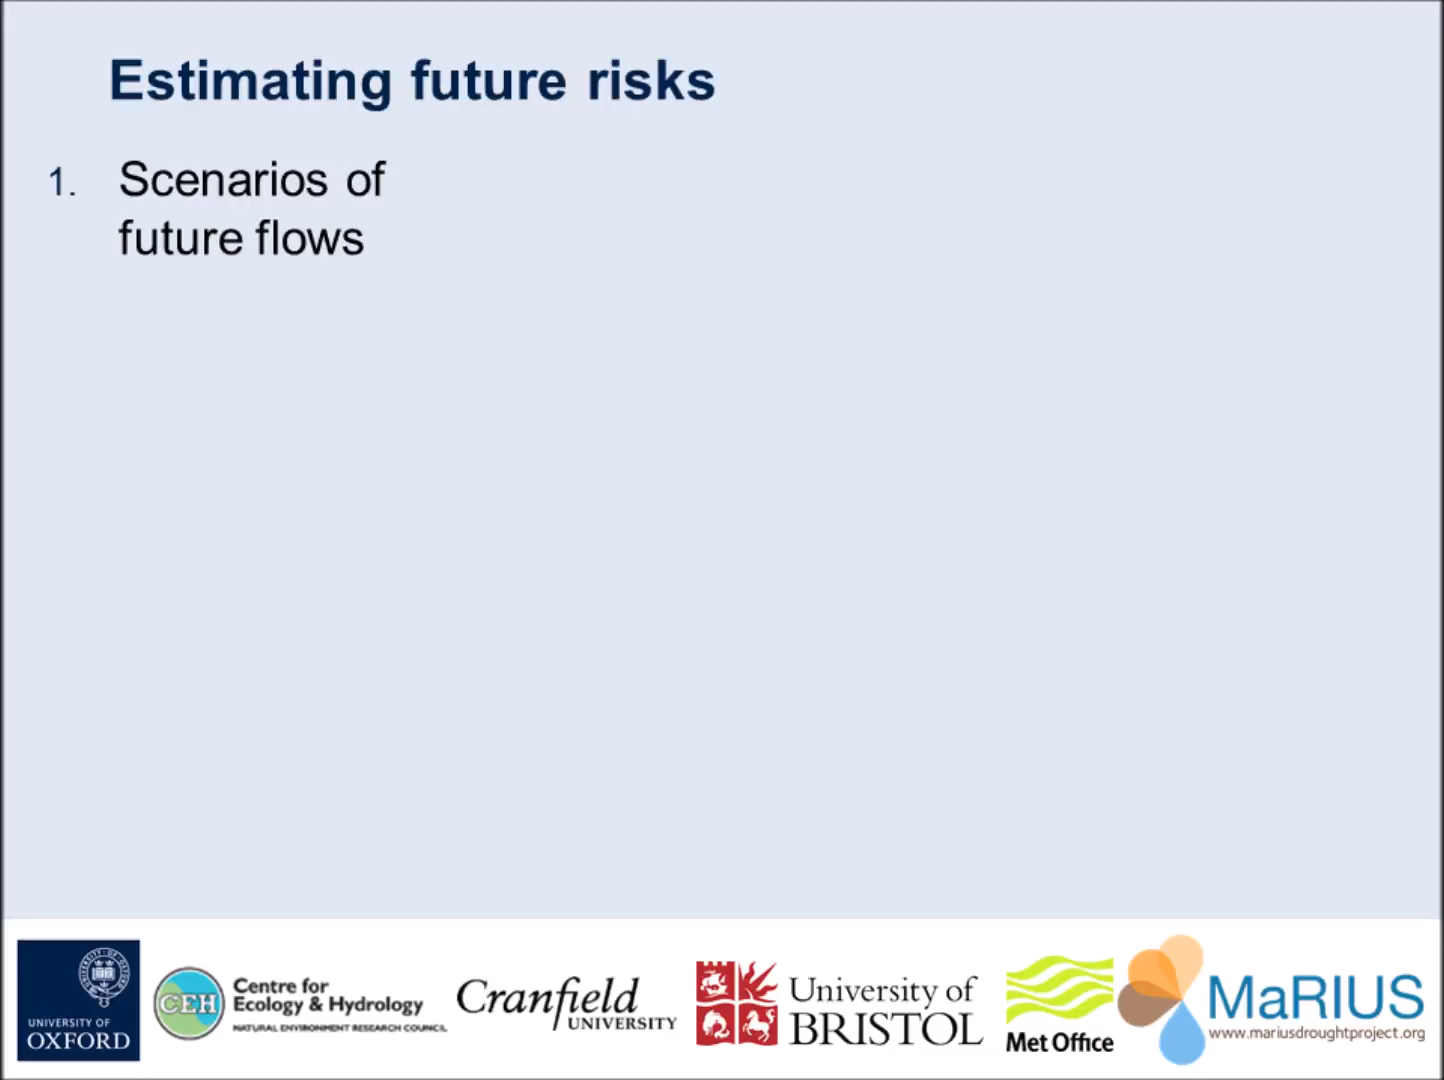 Estimating future risks
1. Scenarios of
future flows
UNIVERSITY OF
OXFORD
CEH
Centre for
Ecology & Hydrology
NATURAL ENVIRONMENT RESEARCH COUNCIL
Cranfield
UNIVERSITY
University of
BRISTOL
Met Office
MaRIUS
www.mariusdroughtproject.org